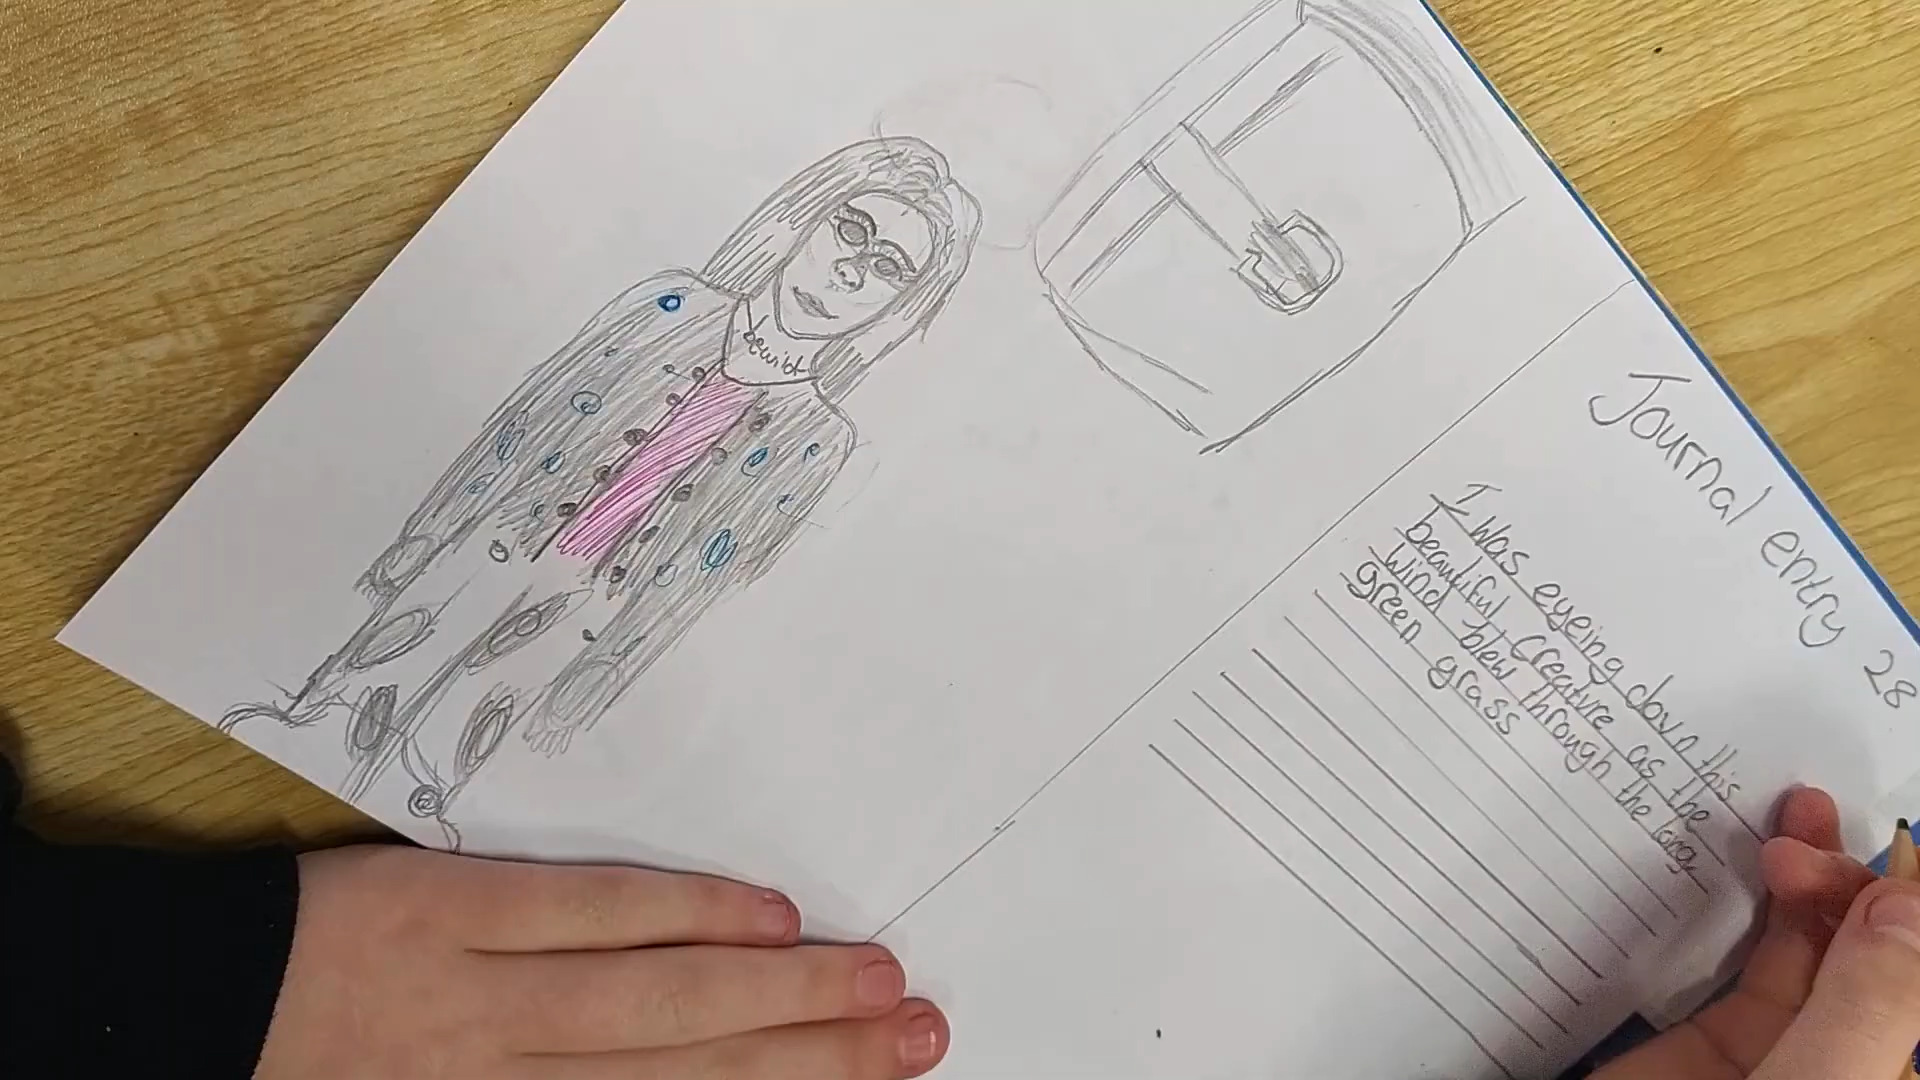 Journal entry 28
I was eyeing down this
beautiful creature as the
wind blew through the long
green grass